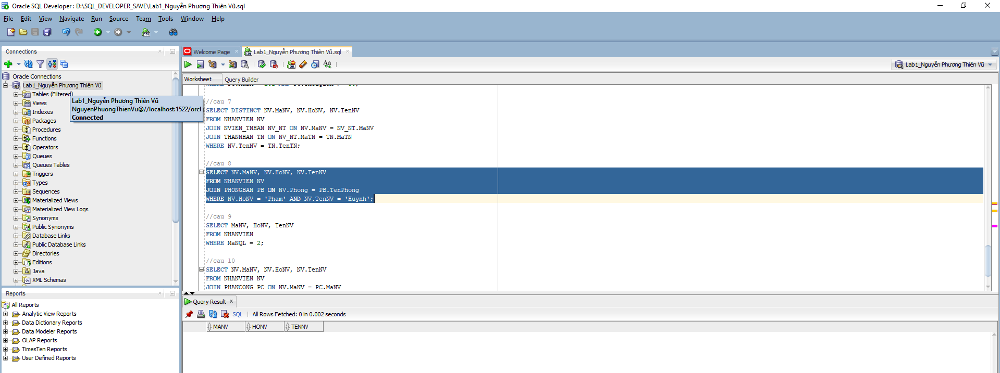 Oracle SQL Developer : D:\SQL_DEVELOPER_SAVE\Lab1_Nguyễn Phương Thiên Vũ.sql
File Edit View Navigate Run Source Team Tools Window Help
Connections
Oracle Connections
Lab1_Nguyễn Phương Thiên Vũ
Tables (Filtered)
Views
Indexes
Packages
Procedures
Functions
Operators
Queues
Queues Tables
Triggers
Types
Sequences
Materialized Views
Materialized View Logs
Synonyms
Public Synonyms
Database Links
Public Database Links
Directories
Editions
Java
XML Schemas
Lab1_Nguyễn Phương Thiên Vũ
NguyenPhuongThienVu@//localhost:1522/orcl
Connected
Reports
All Reports
Analytic View Reports
Data Dictionary Reports
Data Modeler Reports
OLAP Reports
TimesTen Reports
User Defined Reports
Welcome Page
Lab1_Nguyễn Phương Thiên Vũ.sql
Lab1_Nguyễn Phương Thiên Vũ
Worksheet Query Builder
//cau 7
SELECT DISTINCT NV.MaNV, NV.HoNV, NV.TenNV
FROM NHANVIEN NV
JOIN NVIEN_TNHAN NV_NT ON NV.MaNV = NV_NT.MaNV
JOIN THANNHAN TN ON NV_NT.MaTN = TN.MaTN
WHERE NV.TenNV = TN.TenTN;
//cau 8
SELECT NV.MaNV, NV.HoNV, NV.TenNV
FROM NHANVIEN NV
JOIN PHONGBAN PB ON NV.Phong = PB.TenPhong
WHERE NV.HoNV = 'Pham' AND NV.TenNV = 'Huynh';
//cau 9
SELECT MaNV, HoNV, TenNV
FROM NHANVIEN
WHERE MaNQL = 2;
//cau 10
SELECT NV.MaNV, NV.HoNV, NV.TenNV
FROM NHANVIEN NV
JOIN PHANCONG PC ON NV.MaNV = PC.MaNV
Query Result
SQL | All Rows Fetched: 0 in 0.002 seconds
MANV HONV TENNV